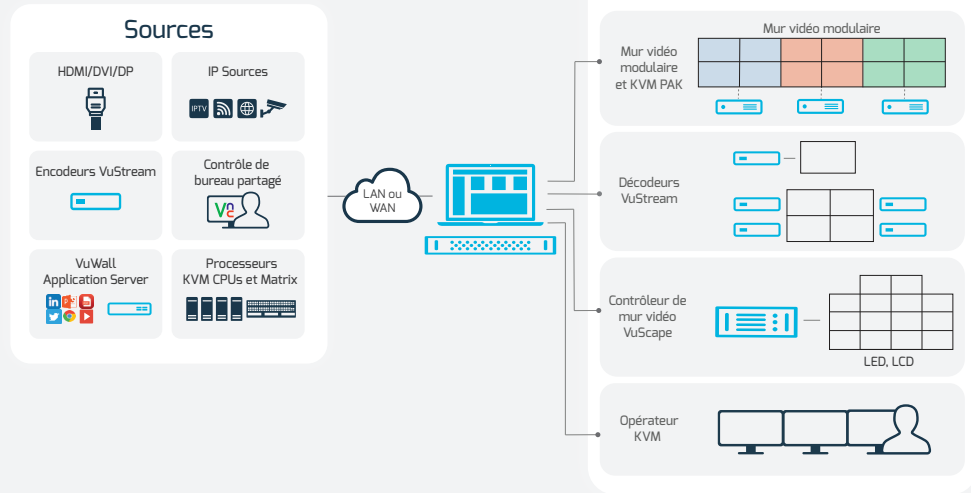 Sources
HDMI/DVI/DP
IP Sources
IPTV
Encodeurs VuStream
Contrôle de
bureau partagé
Vnc
VuWall
Application Server
in
Processeurs
KVM CPUs et Matrix
LAN ou
WAN
Mur vidéo
modulaire
et KVM PAK
Mur vidéo modulaire
Décodeurs
VuStream
Contrôleur de
mur vidéo
VuScape
LED, LCD
Opérateur
KVM